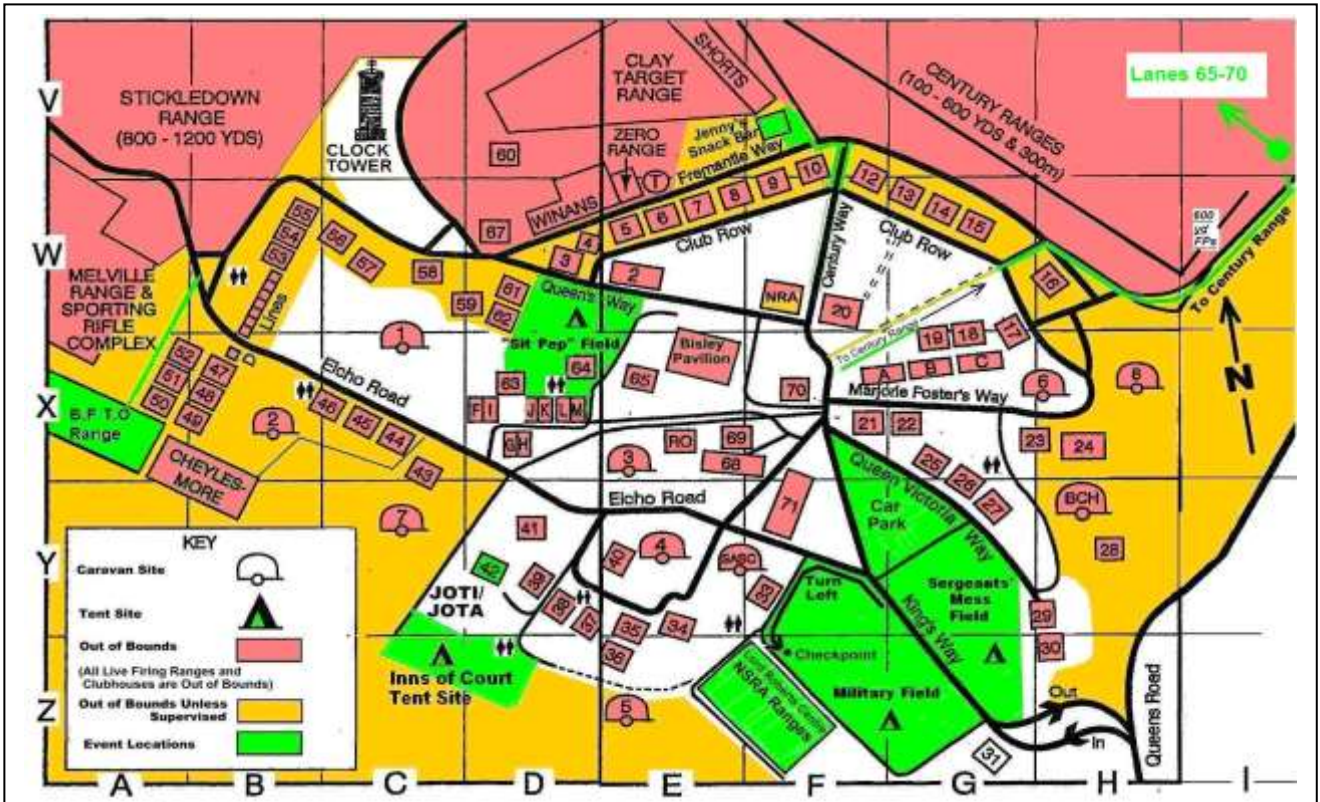 V
STICKLEDOWN
RANGE
(800 - 1200 YDS)
CLOCK
TOWER
60
CLAY
TARGET
RANGE
SHORTS
ZERO
RANGE
T
Jenny's
Snack Bar
Fremantle Way
CENTURY RANGES
(100 - 600 YDS & 300m)
Lanes 65-70
W
MELVILLE
RANGE &
SPORTING
RIFLE
COMPLEX
55
54
53
Lines
D
56
57
58
59
67
WINANS
61
62
3
4
5
6
7
8
9
10
12
13
14
15
16
Club Row
Club Row
2
NRA
Century Way
20
Queen's Way
"Sit Pep" Field
600
yd
FPs
To Century Range
To Century Range
19
18
17
A
B
C
Marjorie Foster's Way
X
52
51
50
47
48
49
Elcho Road
1
2
46
45
44
43
63
64
F
I
J
K
L
M
G
H
65
Bisley
Pavilion
70
RO
69
68
3
6
8
N
21
22
23
24
25
26
27
BCH
28
Queen Victoria Way
B.F T.O
Range
CHEYLES-
MORE
Y
7
41
42
39
38
37
JOTI/
JOTA
Elcho Road
40
4
71
SASC
33
35
34
36
Car
Park
Turn
Left
Checkpoint
King's Way
Sergeants'
Mess
Field
29
30
Z
Inns of Court
Tent Site
5
Lord Roberts Centre
NSRA Ranges
Military Field
31
Out
In
Queens Road
KEY
Caravan Site
Tent Site
Out of Bounds
(All Live Firing Ranges and
Clubhouses are Out of Bounds)
Out of Bounds Unless
Supervised
Event Locations
A B C D E F G H I